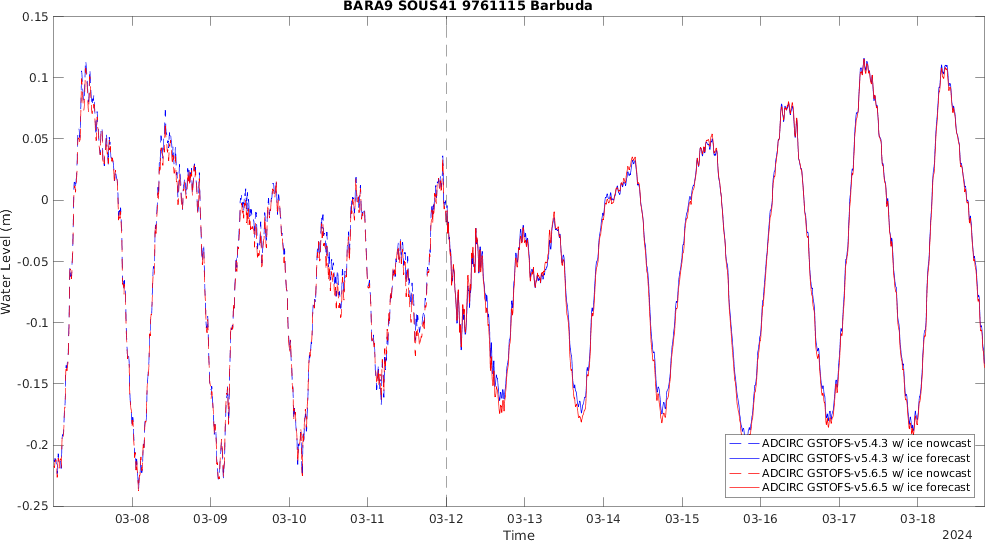 BARA9 SOUS41 9761115 Barbuda
0.15
0.1
0.05
0
-0.05
-0.1
-0.15
-0.2
-0.25
Water Level (m)
ADCIRC GSTOFS-v5.4.3 w/ ice nowcast
ADCIRC GSTOFS-v5.4.3 w/ ice forecast
ADCIRC GSTOFS-v5.6.5 w/ ice nowcast
ADCIRC GSTOFS-v5.6.5 w/ ice forecast
03-08 03-09 03-10 03-11 03-12 03-13 03-14 03-15 03-16 03-17 03-18
Time
2024